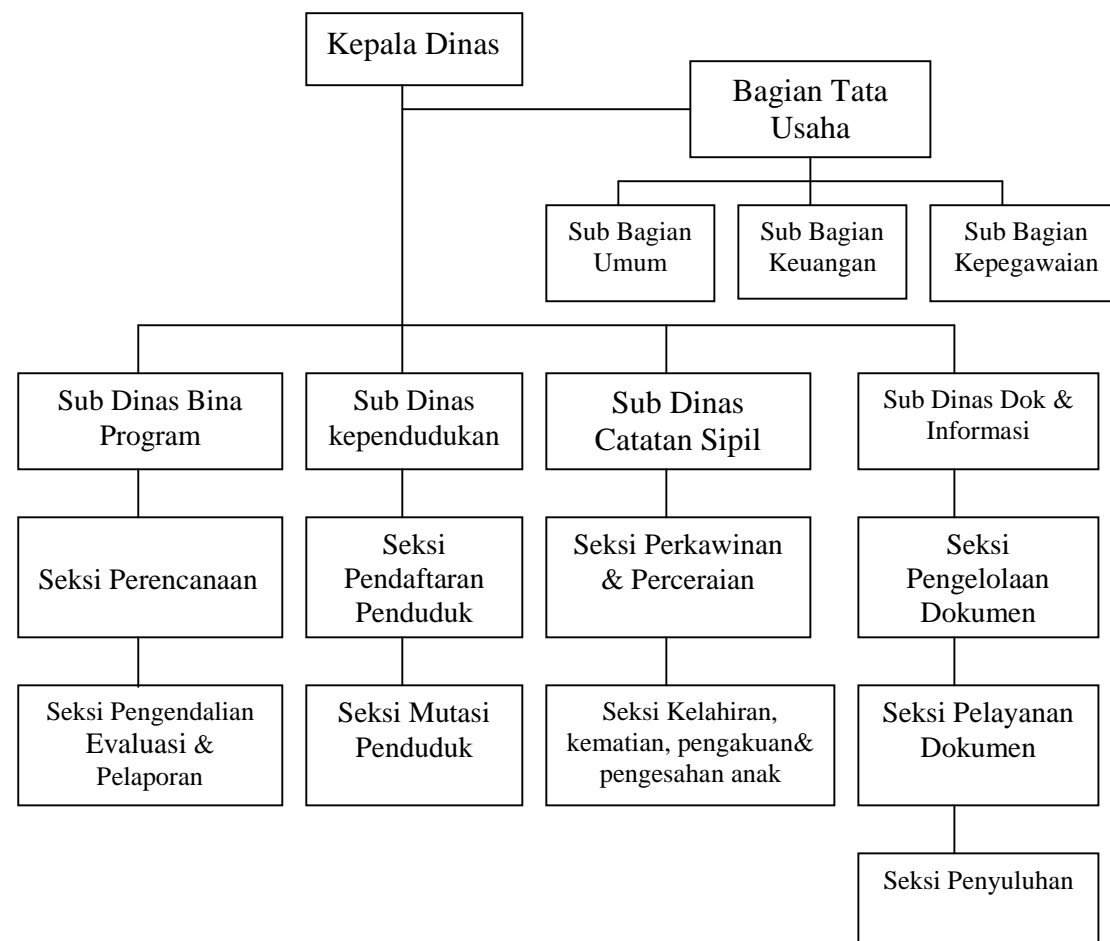 Kepala Dinas
Bagian Tata
Usaha
Sub Bagian
Umum
Sub Bagian
Keuangan
Sub Bagian
Kepegawaian
Sub Dinas Bina
Program
Sub Dinas
kependudukan
Sub Dinas
Catatan Sipil
Sub Dinas Dok &
Informasi
Seksi Perencanaan
Seksi
Pendaftaran
Penduduk
Seksi Perkawinan
& Perceraian
Seksi
Pengelolaan
Dokumen
Seksi Pengendalian
Evaluasi &
Pelaporan
Seksi Mutasi
Penduduk
Seksi Kelahiran,
kematian, pengakuan&
pengesahan anak
Seksi Pelayanan
Dokumen
Seksi Penyuluhan